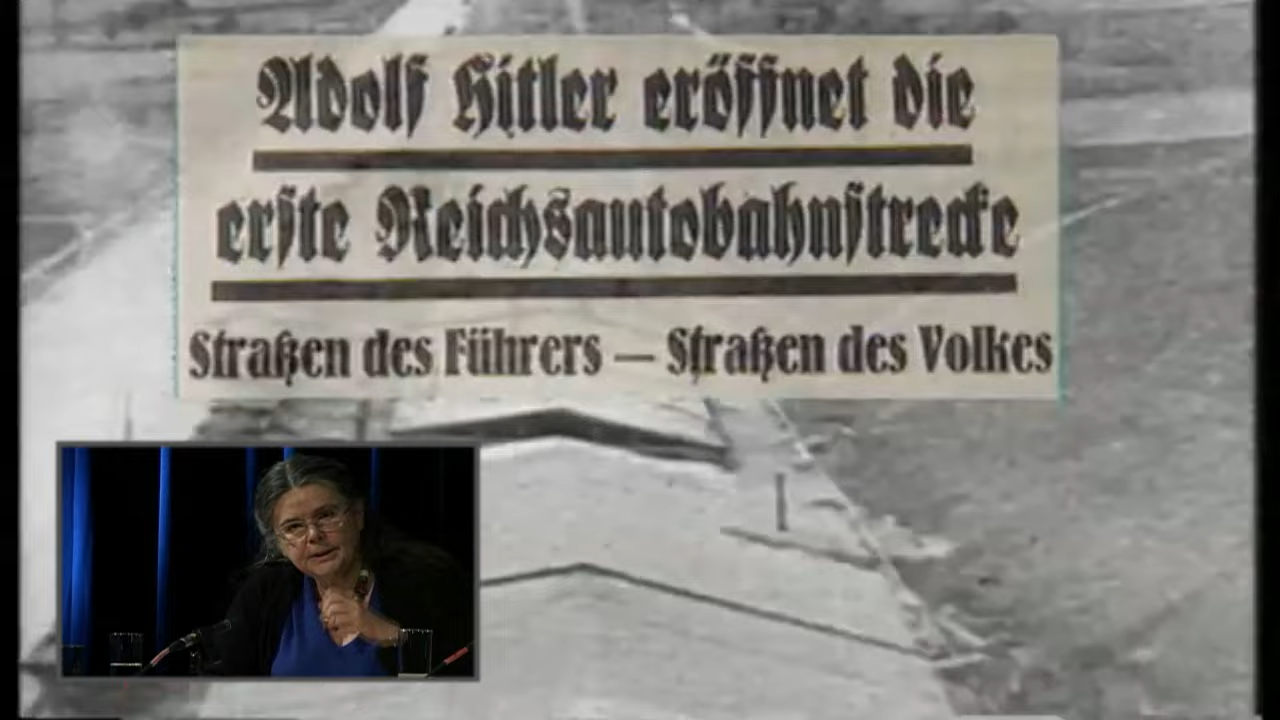 Adolf Hitler eröffnet die
erste Reichsautobahnstrecke
Straßen des Führers — Straßen des Volkes